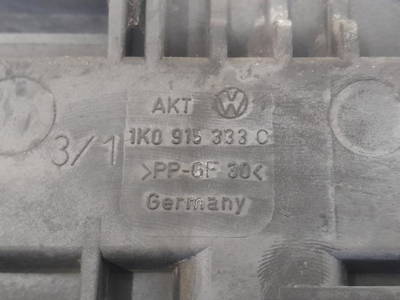 AKT
1K0 915 333 C
>PP-GF 30<
Germany
3/1